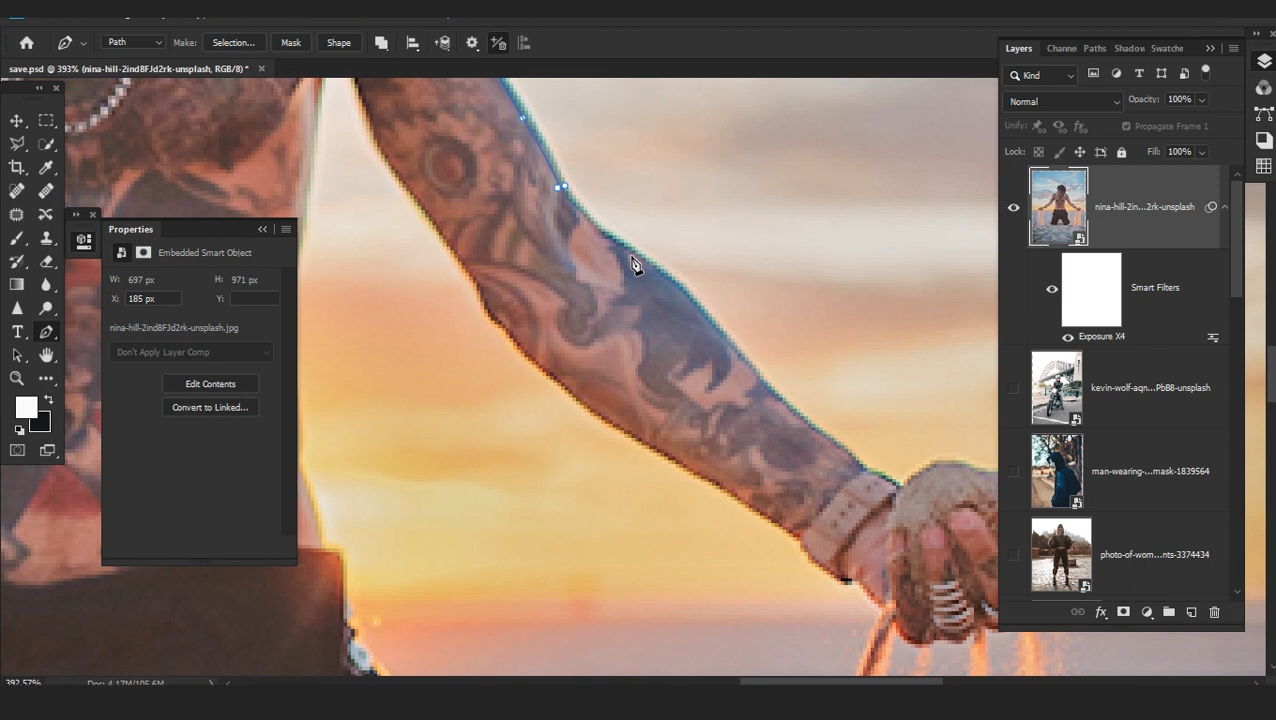 Path
Make:
Selection...
Mask
Shape
save.psd @ 393% (nina-hill-2ind8FJd2rk-unsplash, RGB/8) *
Layers
Channe
Paths
Shadow
Swatche
Kind
Normal
Opacity:
100%
Unify:
Propagate Frame 1
Lock:
Fill:
100%
nina-hill-2in...2rk-unsplash
Smart Filters
Exposure X4
kevin-wolf-aqn...PbB8-unsplash
man-wearing-...mask-1839564
photo-of-wom...nts-3374434
Properties
Embedded Smart Object
W: 697 px
H: 971 px
X: 185 px
Y:
nina-hill-2ind8FJd2rk-unsplash.jpg
Don't Apply Layer Comp
Edit Contents
Convert to Linked...
392.57%
Doc: 4.17M/105.6M